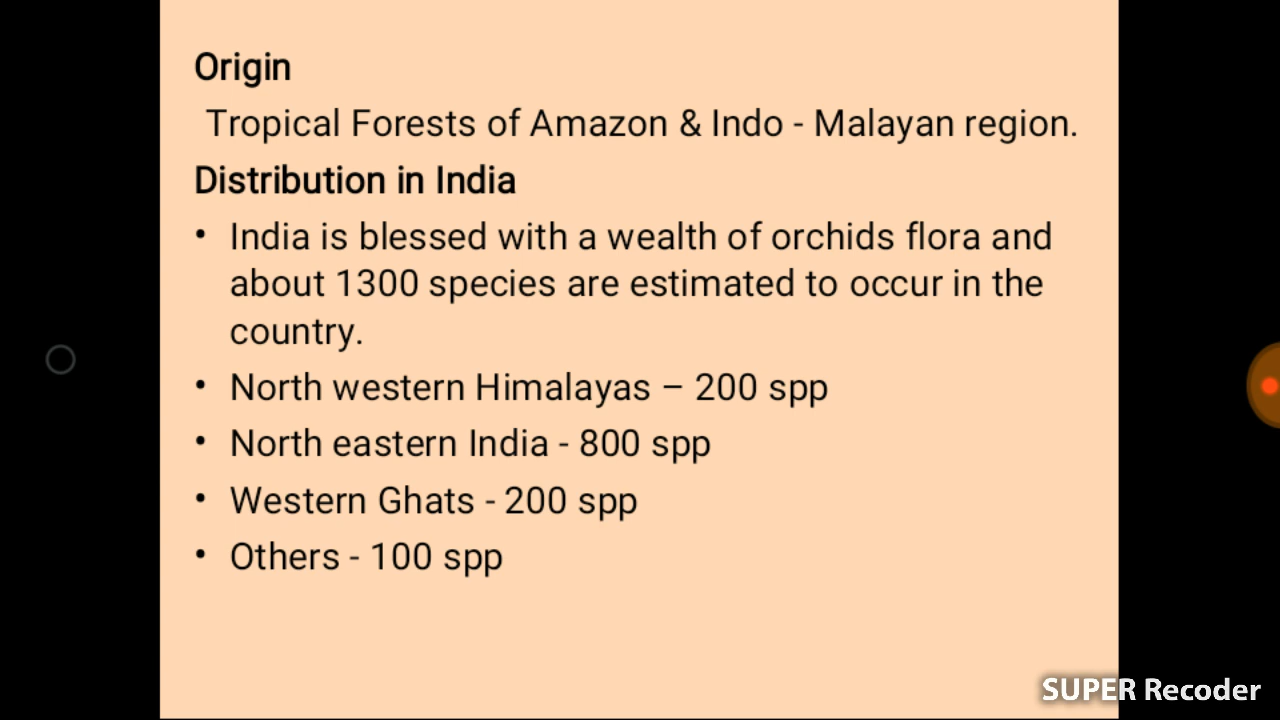 Origin
Tropical Forests of Amazon & Indo - Malayan region.
Distribution in India
• India is blessed with a wealth of orchids flora and
about 1300 species are estimated to occur in the
country.
• North western Himalayas – 200 spp
• North eastern India - 800 spp
• Western Ghats - 200 spp
• Others - 100 spp
SUPER Recoder